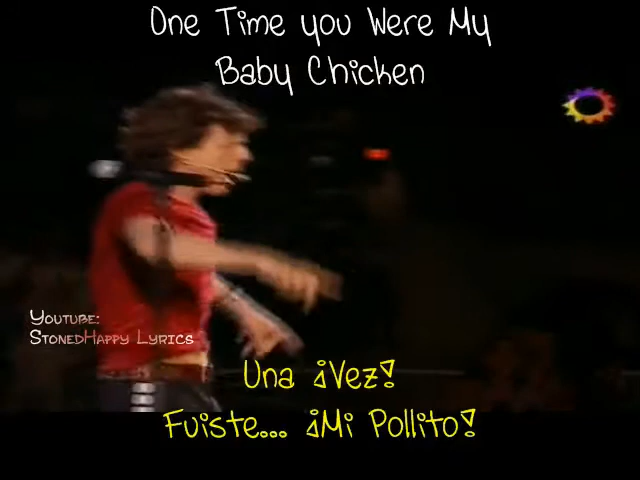 One Time you Were My
Baby Chicken
Youtube:
StonedHappy Lyrics
Una ¡Vez!
Fuiste... ¡Mi Pollito!